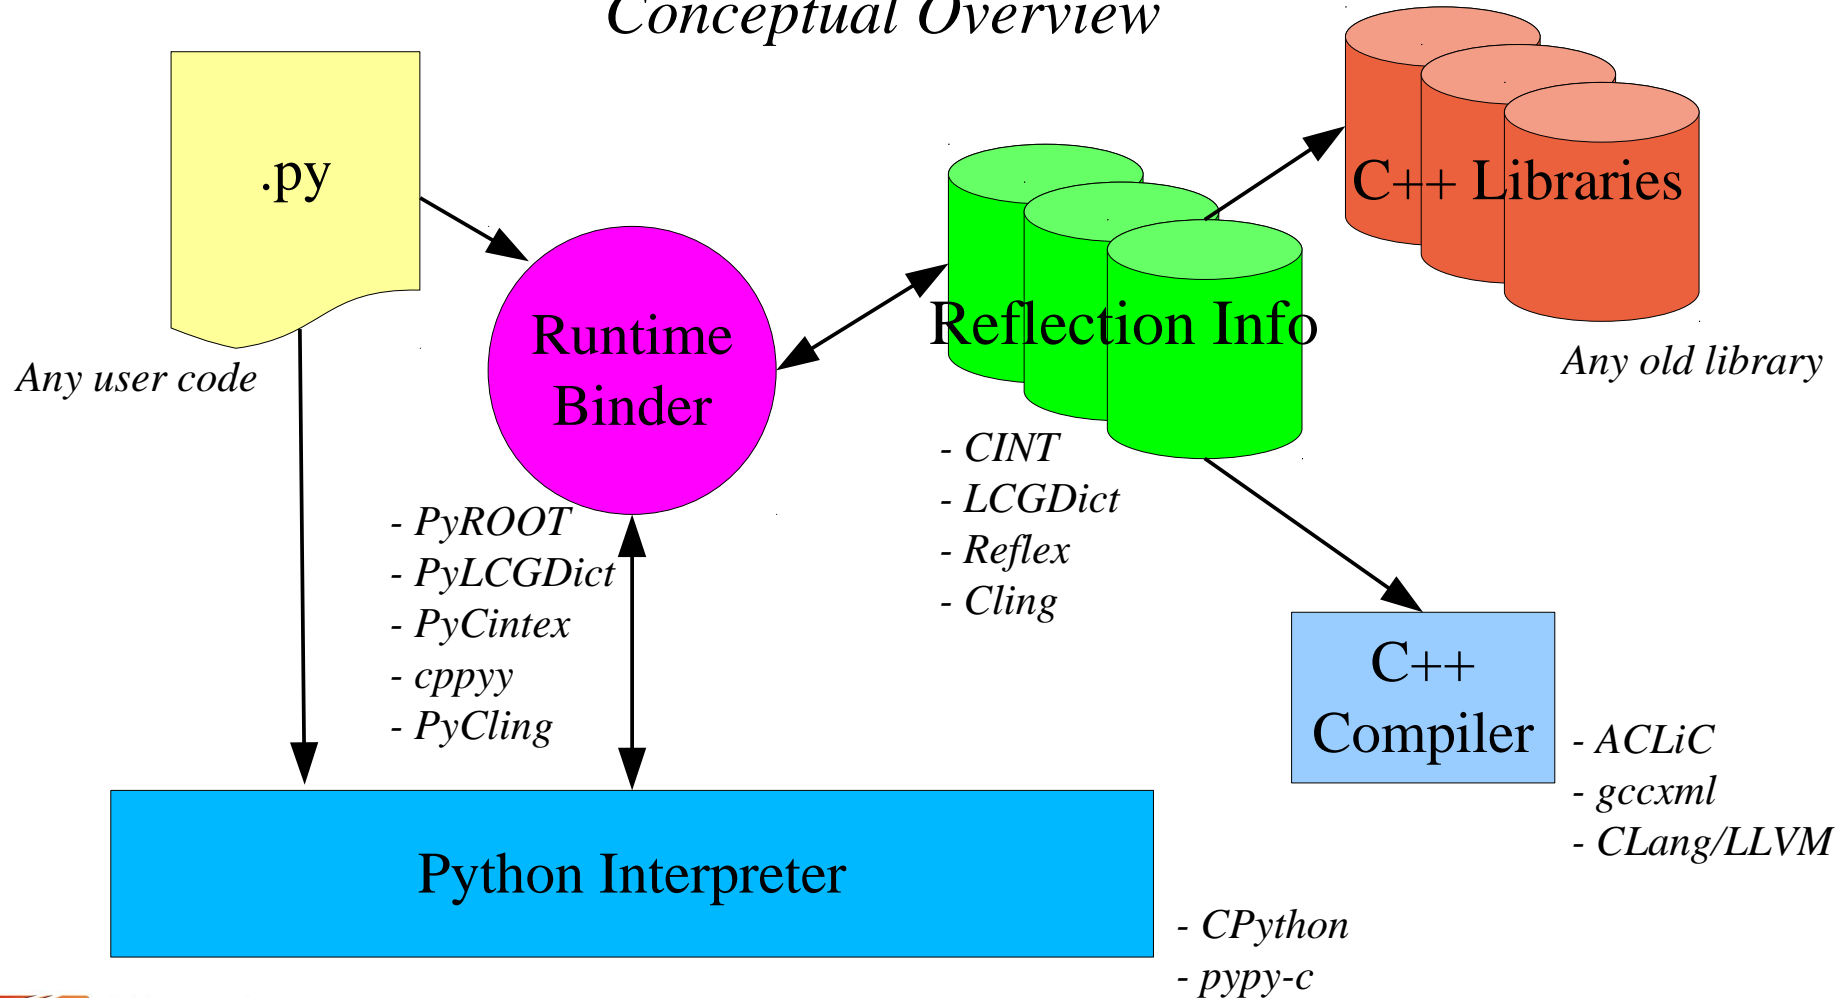 Conceptual Overview
.py
Any user code
Runtime
Binder
- PyROOT
- PyLCGDict
- PyCintex
- cppyy
- PyCling
Reflection Info
- CINT
- LCGDict
- Reflex
- Cling
C++ Libraries
Any old library
C++
Compiler
- ACLiC
- gccxml
- CLang/LLVM
Python Interpreter
- CPython
- pypy-c